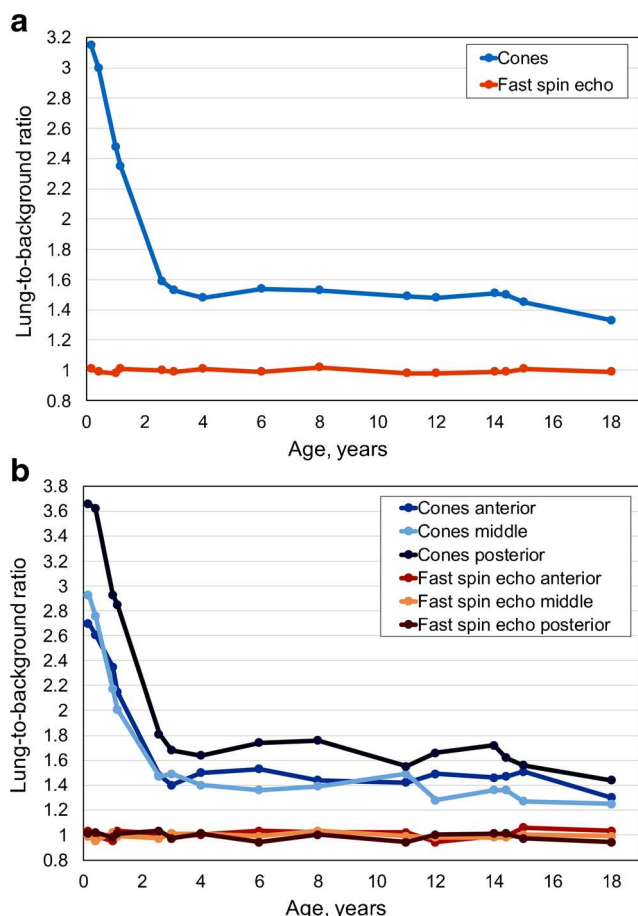 a
3.2
3
2.8
2.6
2.4
2.2
2
1.8
1.6
1.4
1.2
1
0.8
Lung-to-background ratio
Cones
Fast spin echo
0 2 4 6 8 10 12 14 16 18
Age, years
b
3.8
3.6
3.4
3.2
3
2.8
2.6
2.4
2.2
2
1.8
1.6
1.4
1.2
1
0.8
Lung-to-background ratio
Cones anterior
Cones middle
Cones posterior
Fast spin echo anterior
Fast spin echo middle
Fast spin echo posterior
0 2 4 6 8 10 12 14 16 18
Age, years